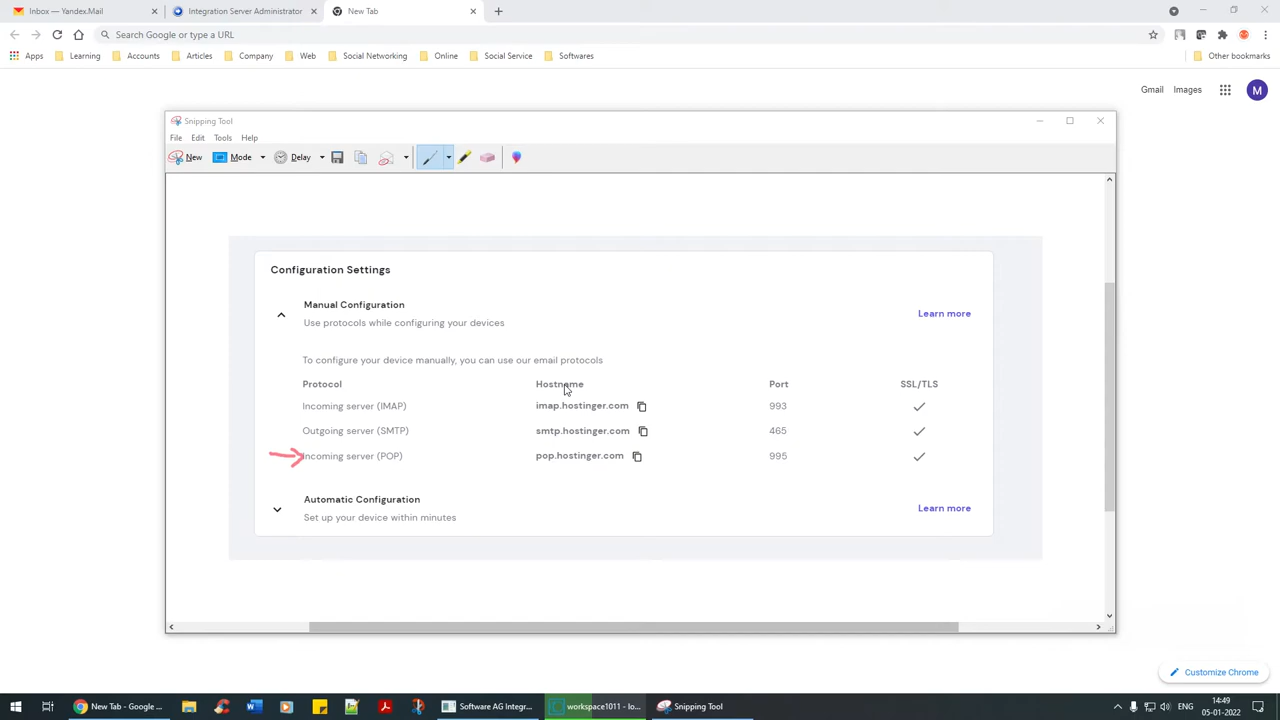 Inbox — Yandex.Mail
Integration Server Administrator
New Tab
Search Google or type a URL
Apps
Learning
Accounts
Articles
Company
Web
Social Networking
Online
Social Service
Softwares
Other bookmarks
Gmail
Images
M
Snipping Tool
File Edit Tools Help
New
Mode
Delay
Configuration Settings
Manual Configuration
Learn more
Use protocols while configuring your devices
To configure your device manually, you can use our email protocols
Protocol Hostname Port SSL/TLS
Incoming server (IMAP) imap.hostinger.com 993
Outgoing server (SMTP) smtp.hostinger.com 465
Incoming server (POP) pop.hostinger.com 995
Automatic Configuration
Learn more
Set up your device within minutes
Customize Chrome
New Tab - Google ...
Software AG Integr...
workspace1011 - Io...
Snipping Tool
14:49
05-01-2022